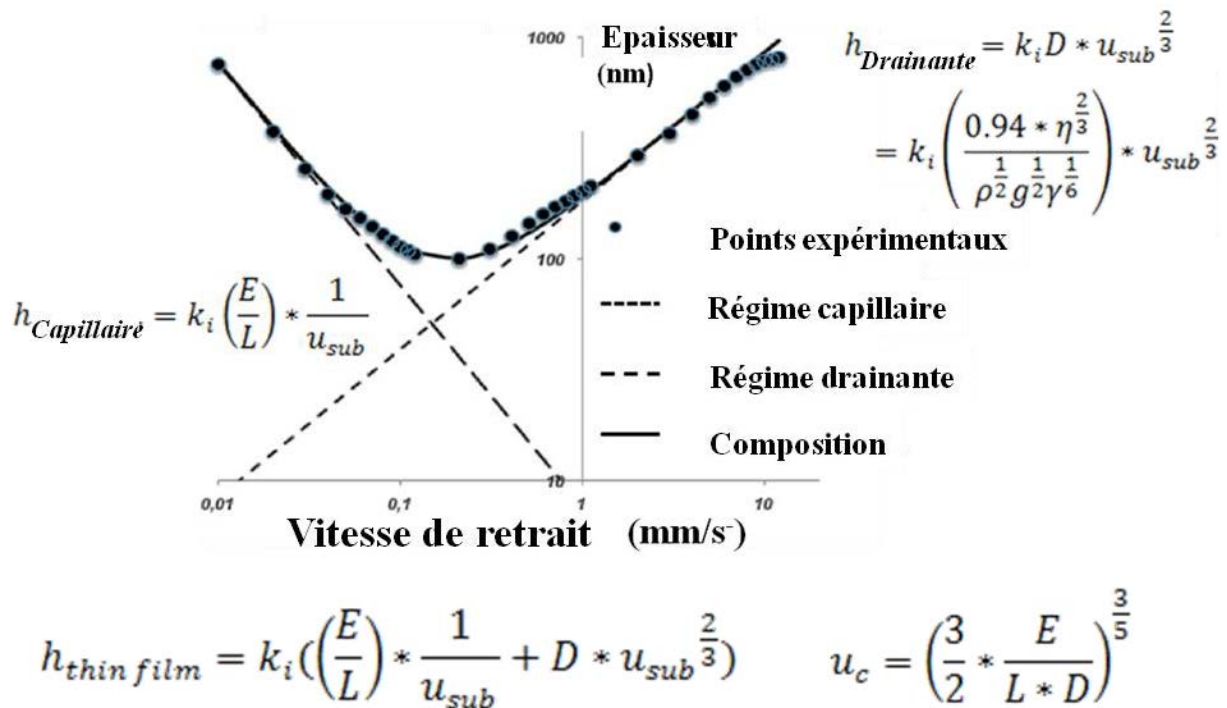 1000
Epaisseur
(nm)
h_Drainante = k_i D * u_sub^(2/3)
= k_i ( (0.94 * η^(2/3)) / (ρ^(1/2) g^(1/2) γ^(1/6)) ) * u_sub^(2/3)
Points expérimentaux
100
h_Capillairé = k_i (E/L) * 1/u_sub
Régime capillaire
Régime drainante
Composition
10
0,01
0,1
1
10
Vitesse de retrait (mm/s⁻)
h_thin film = k_i((E/L) * 1/u_sub + D * u_sub^(2/3))
u_c = (3/2 * E/(L * D))^(3/5)